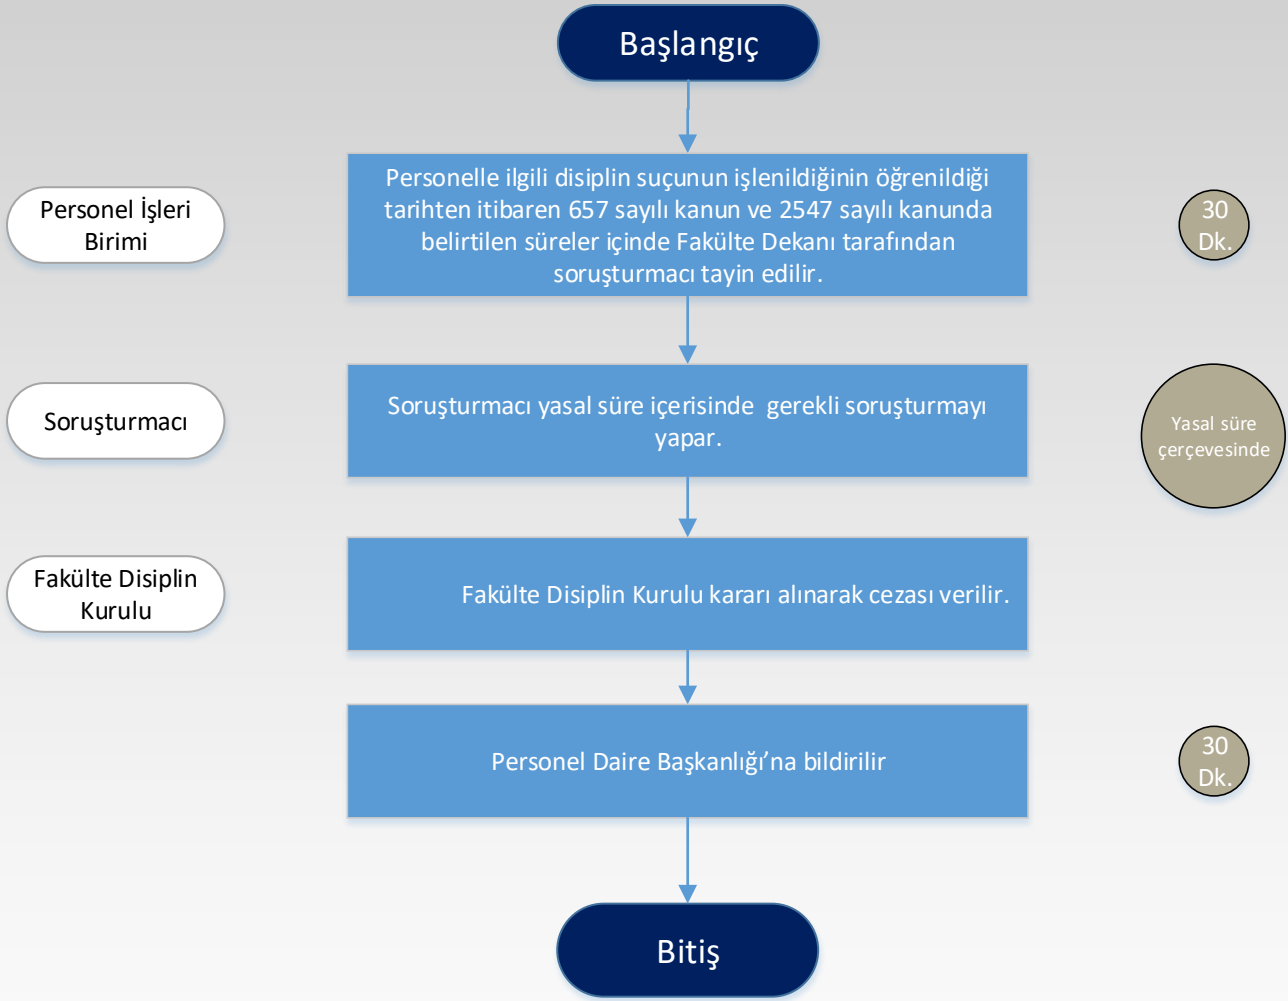 Başlangıç
Personel İşleri
Birimi
Personelle ilgili disiplin suçunun işlenildiğinin öğrenildiği
tarihten itibaren 657 sayılı kanun ve 2547 sayılı kanunda
belirtilen süreler içinde Fakülte Dekanı tarafından
soruşturmacı tayin edilir.
30
Dk.
Soruşturmacı
Soruşturmacı yasal süre içerisinde  gerekli soruşturmayı
yapar.
Yasal süre
çerçevesinde
Fakülte Disiplin
Kurulu
Fakülte Disiplin Kurulu kararı alınarak cezası verilir.
Personel Daire Başkanlığı’na bildirilir
30
Dk.
Bitiş